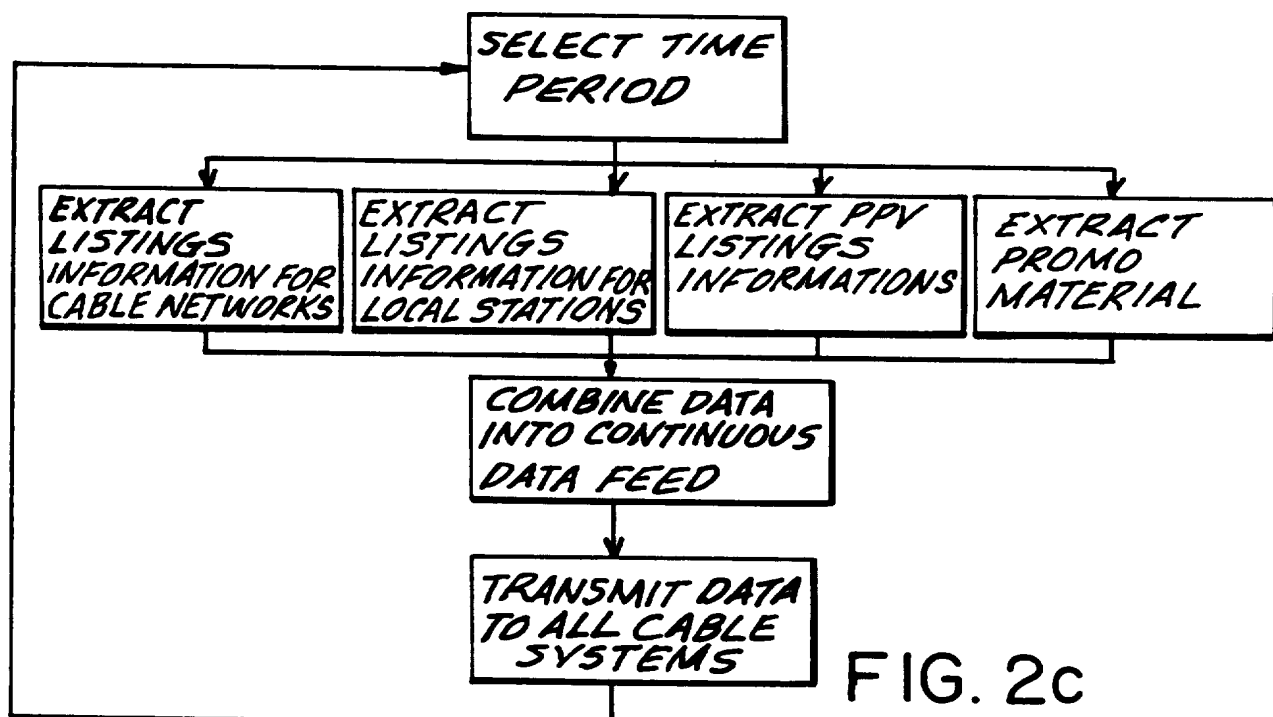 SELECT TIME
PERIOD
EXTRACT
LISTINGS
INFORMATION FOR
CABLE NETWORKS
EXTRACT
LISTINGS
INFORMATION FOR
LOCAL STATIONS
EXTRACT PPV
LISTINGS
INFORMATIONS
EXTRACT
PROMO
MATERIAL
COMBINE DATA
INTO CONTINUOUS
DATA FEED
TRANSMIT DATA
TO ALL CABLE
SYSTEMS
FIG. 2c